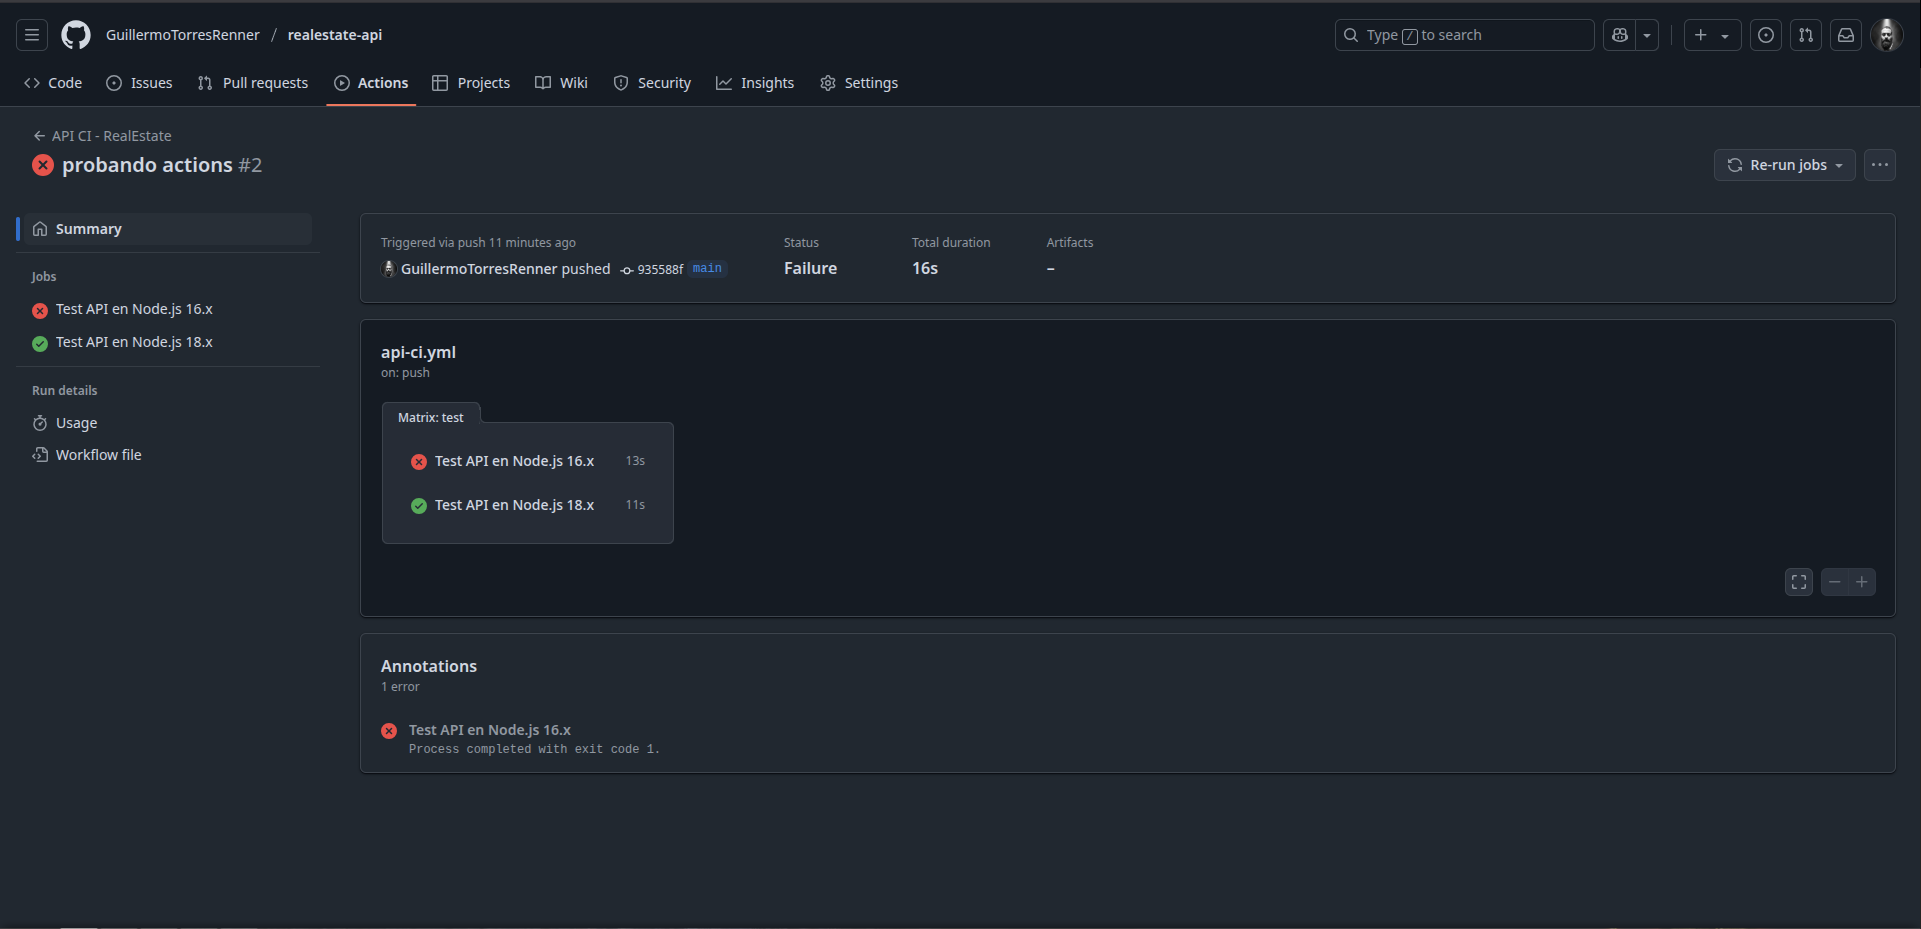 GuillermoTorresRenner / realestate-api
Type / to search
Code Issues Pull requests Actions Projects Wiki Security Insights Settings
← API CI - RealEstate
probando actions #2
Re-run jobs
Summary
Jobs
Test API en Node.js 16.x
Test API en Node.js 18.x
Run details
Usage
Workflow file
Triggered via push 11 minutes ago
GuillermoTorresRenner pushed 935588f main
Status
Failure
Total duration
16s
Artifacts
–
api-ci.yml
on: push
Matrix: test
Test API en Node.js 16.x 13s
Test API en Node.js 18.x 11s
Annotations
1 error
Test API en Node.js 16.x
Process completed with exit code 1.